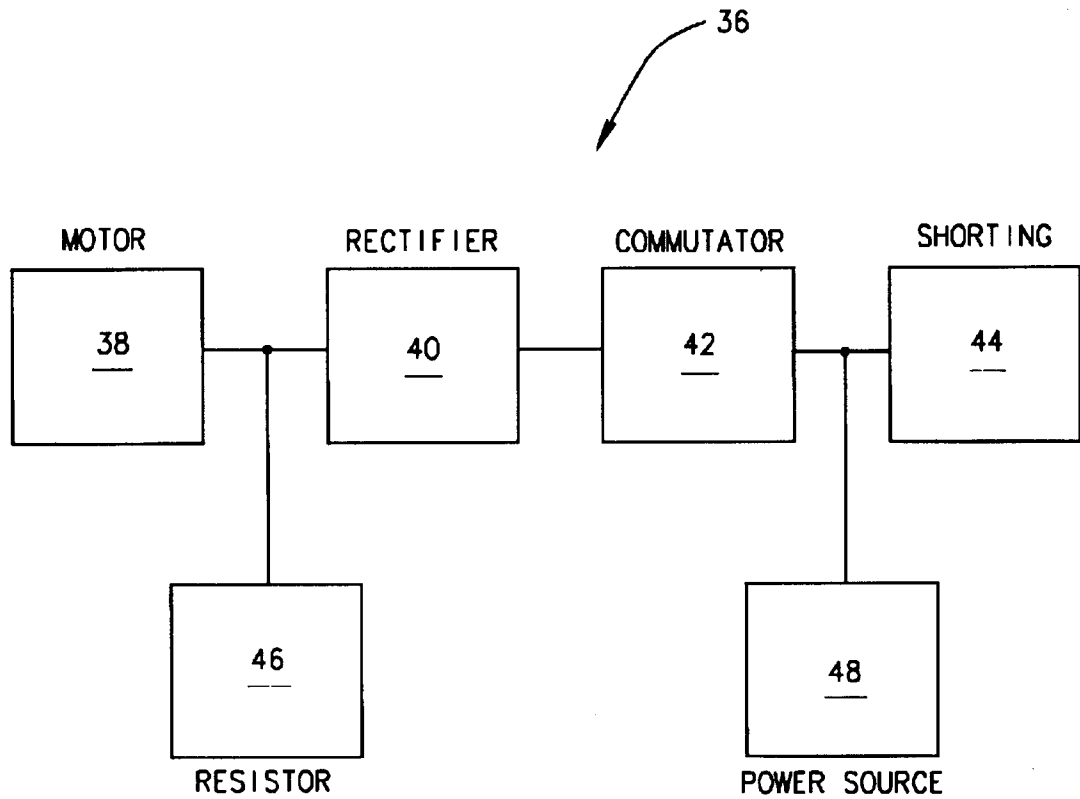 36
MOTOR
RECTIFIER
COMMUTATOR
SHORTING
38
40
42
44
46
48
RESISTOR
POWER SOURCE